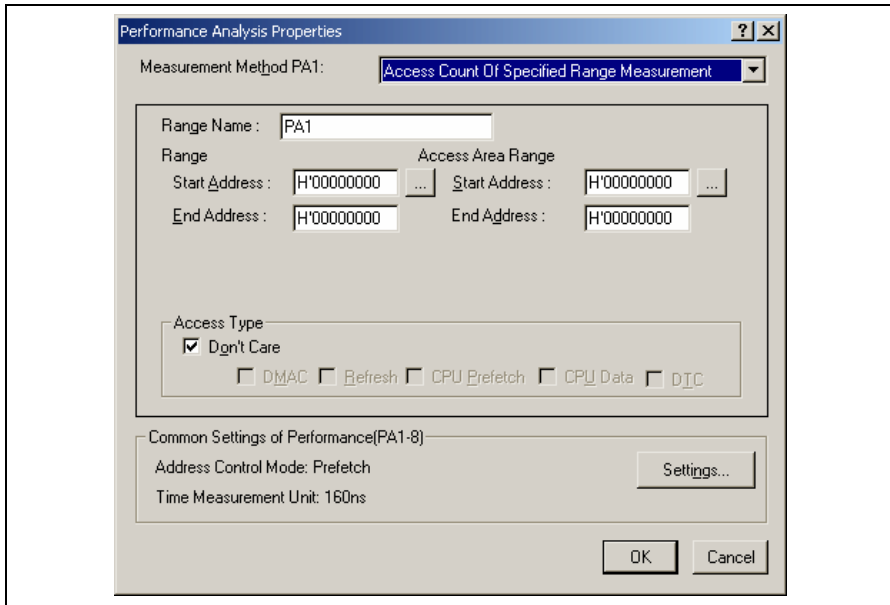 Performance Analysis Properties
Measurement Method PA1: Access Count Of Specified Range Measurement
Range Name : PA1
Range Access Area Range
Start Address : H'00000000 ... Start Address : H'00000000 ...
End Address : H'00000000 End Address : H'00000000
Access Type
Don't Care
DMAC Refresh CPU Prefetch CPU Data DTC
Common Settings of Performance(PA1-8)
Address Control Mode: Prefetch
Settings...
Time Measurement Unit: 160ns
OK Cancel